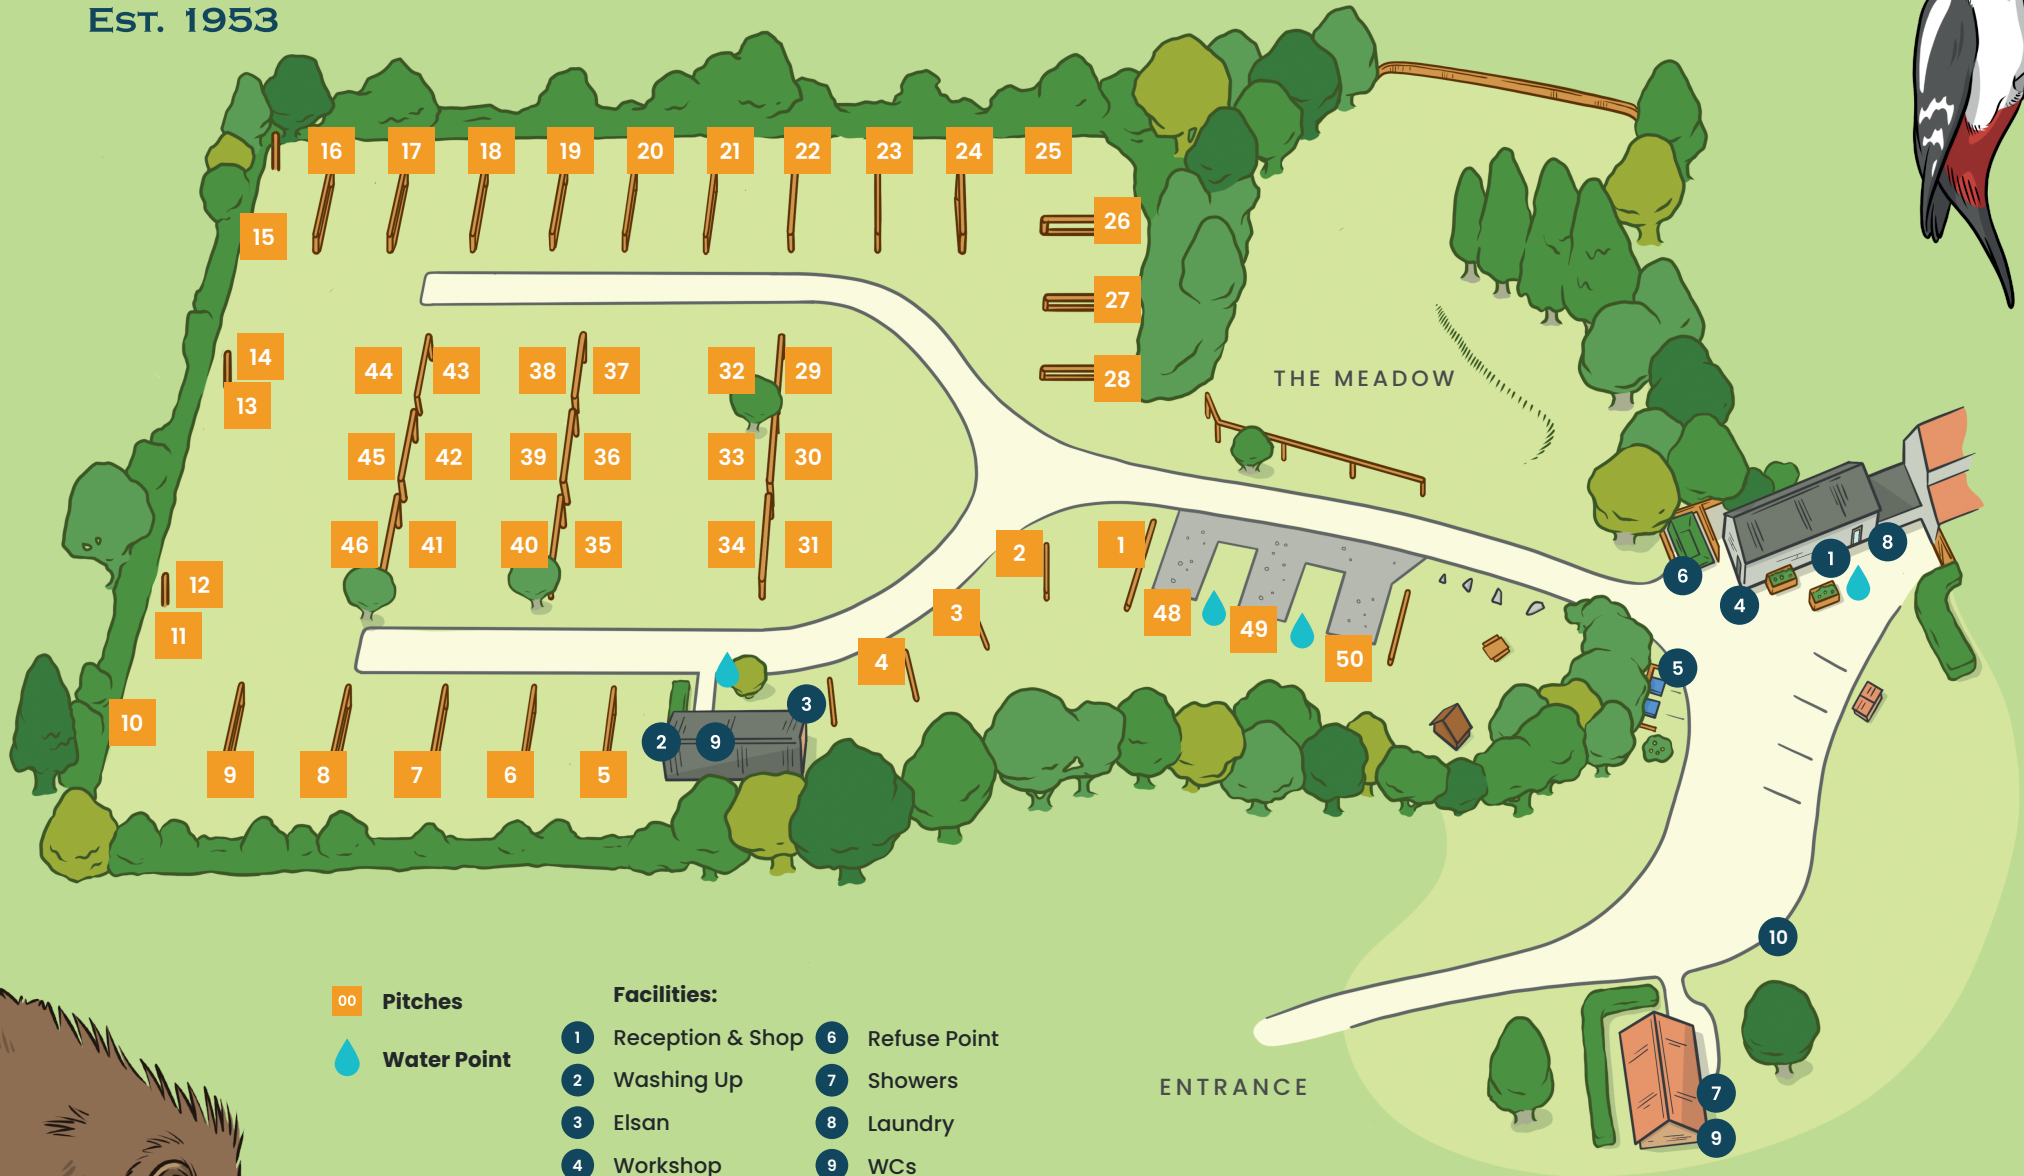 EST. 1953
16 17 18 19 20 21 22 23 24 25
26
15
27
14
44 43 38 37 32 29
28
THE MEADOW
13
45 42 39 36 33 30
46 41 40 35 34 31
2 1
1 8
6
12
4
3 48 49
11
50
4
5
10
3
2 9
9 8 7 6 5
10
00 Pitches
Water Point
Facilities:
1 Reception & Shop
2 Washing Up
3 Elsan
4 Workshop
6 Refuse Point
7 Showers
8 Laundry
9 WCs
ENTRANCE
7
9